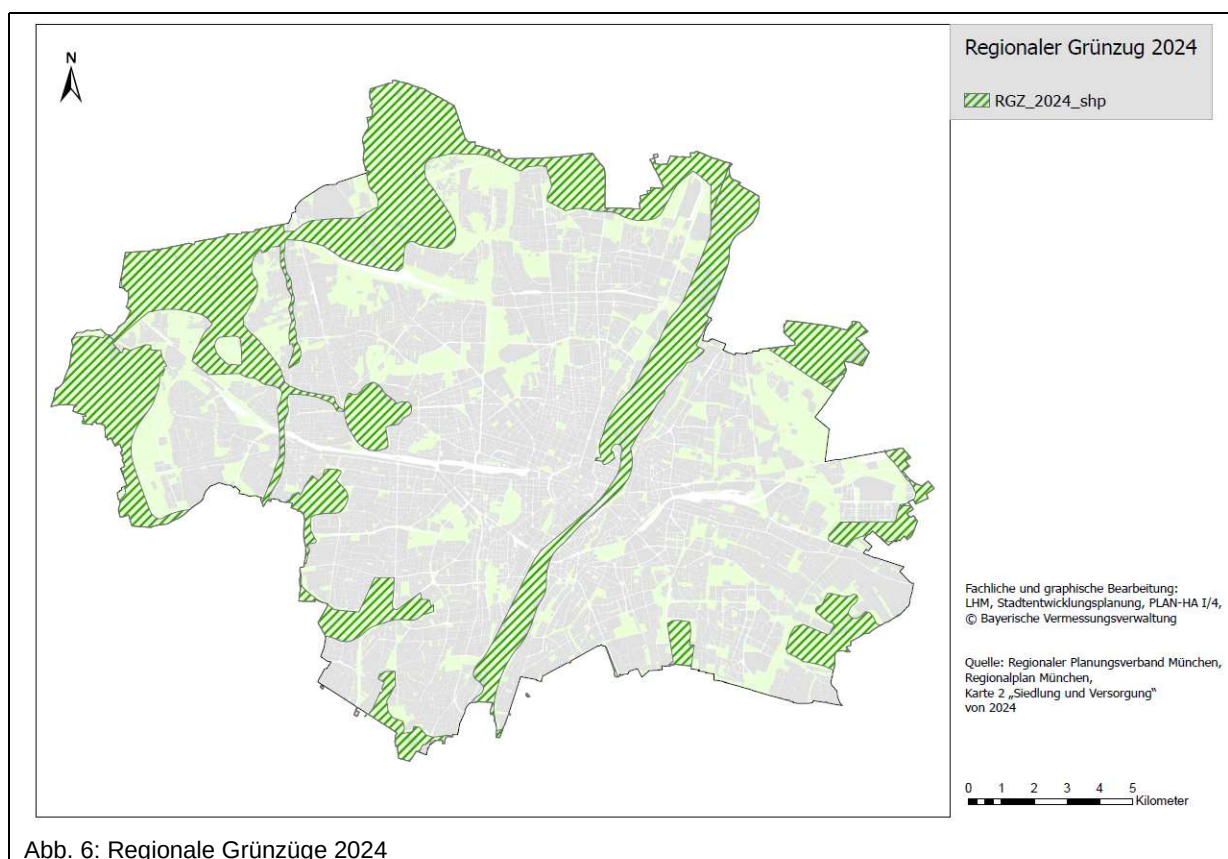 N
Regionaler Grünzug 2024
RGZ_2024_shp
Fachliche und graphische Bearbeitung:
LHM, Stadtentwicklungsplanung, PLAN-HA I/4,
© Bayerische Vermessungsverwaltung
Quelle: Regionaler Planungsverband München,
Regionalplan München,
Karte 2 „Siedlung und Versorgung“
von 2024
0 1 2 3 4 5
Kilometer
Abb. 6: Regionale Grünzüge 2024